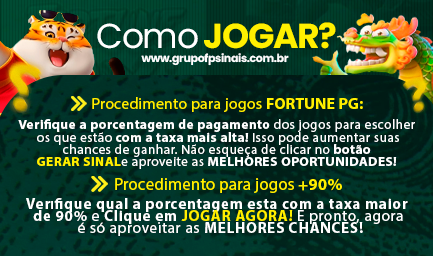 Como JOGAR?
www.grupofpsinais.com.br
Procedimento para jogos FORTUNE PG:
Verifique a porcentagem de pagamento dos jogos para escolher
os que estão com a taxa mais alta! Isso pode aumentar suas
chances de ganhar. Não esqueça de clicar no botão
GERAR SINAL e aproveite as MELHORES OPORTUNIDADES!
Procedimento para jogos +90%
Verifique qual a porcentagem esta com a taxa maior
de 90% e Clique em JOGAR AGORA! E pronto, agora
é só aproveitar as MELHORES CHANCES!